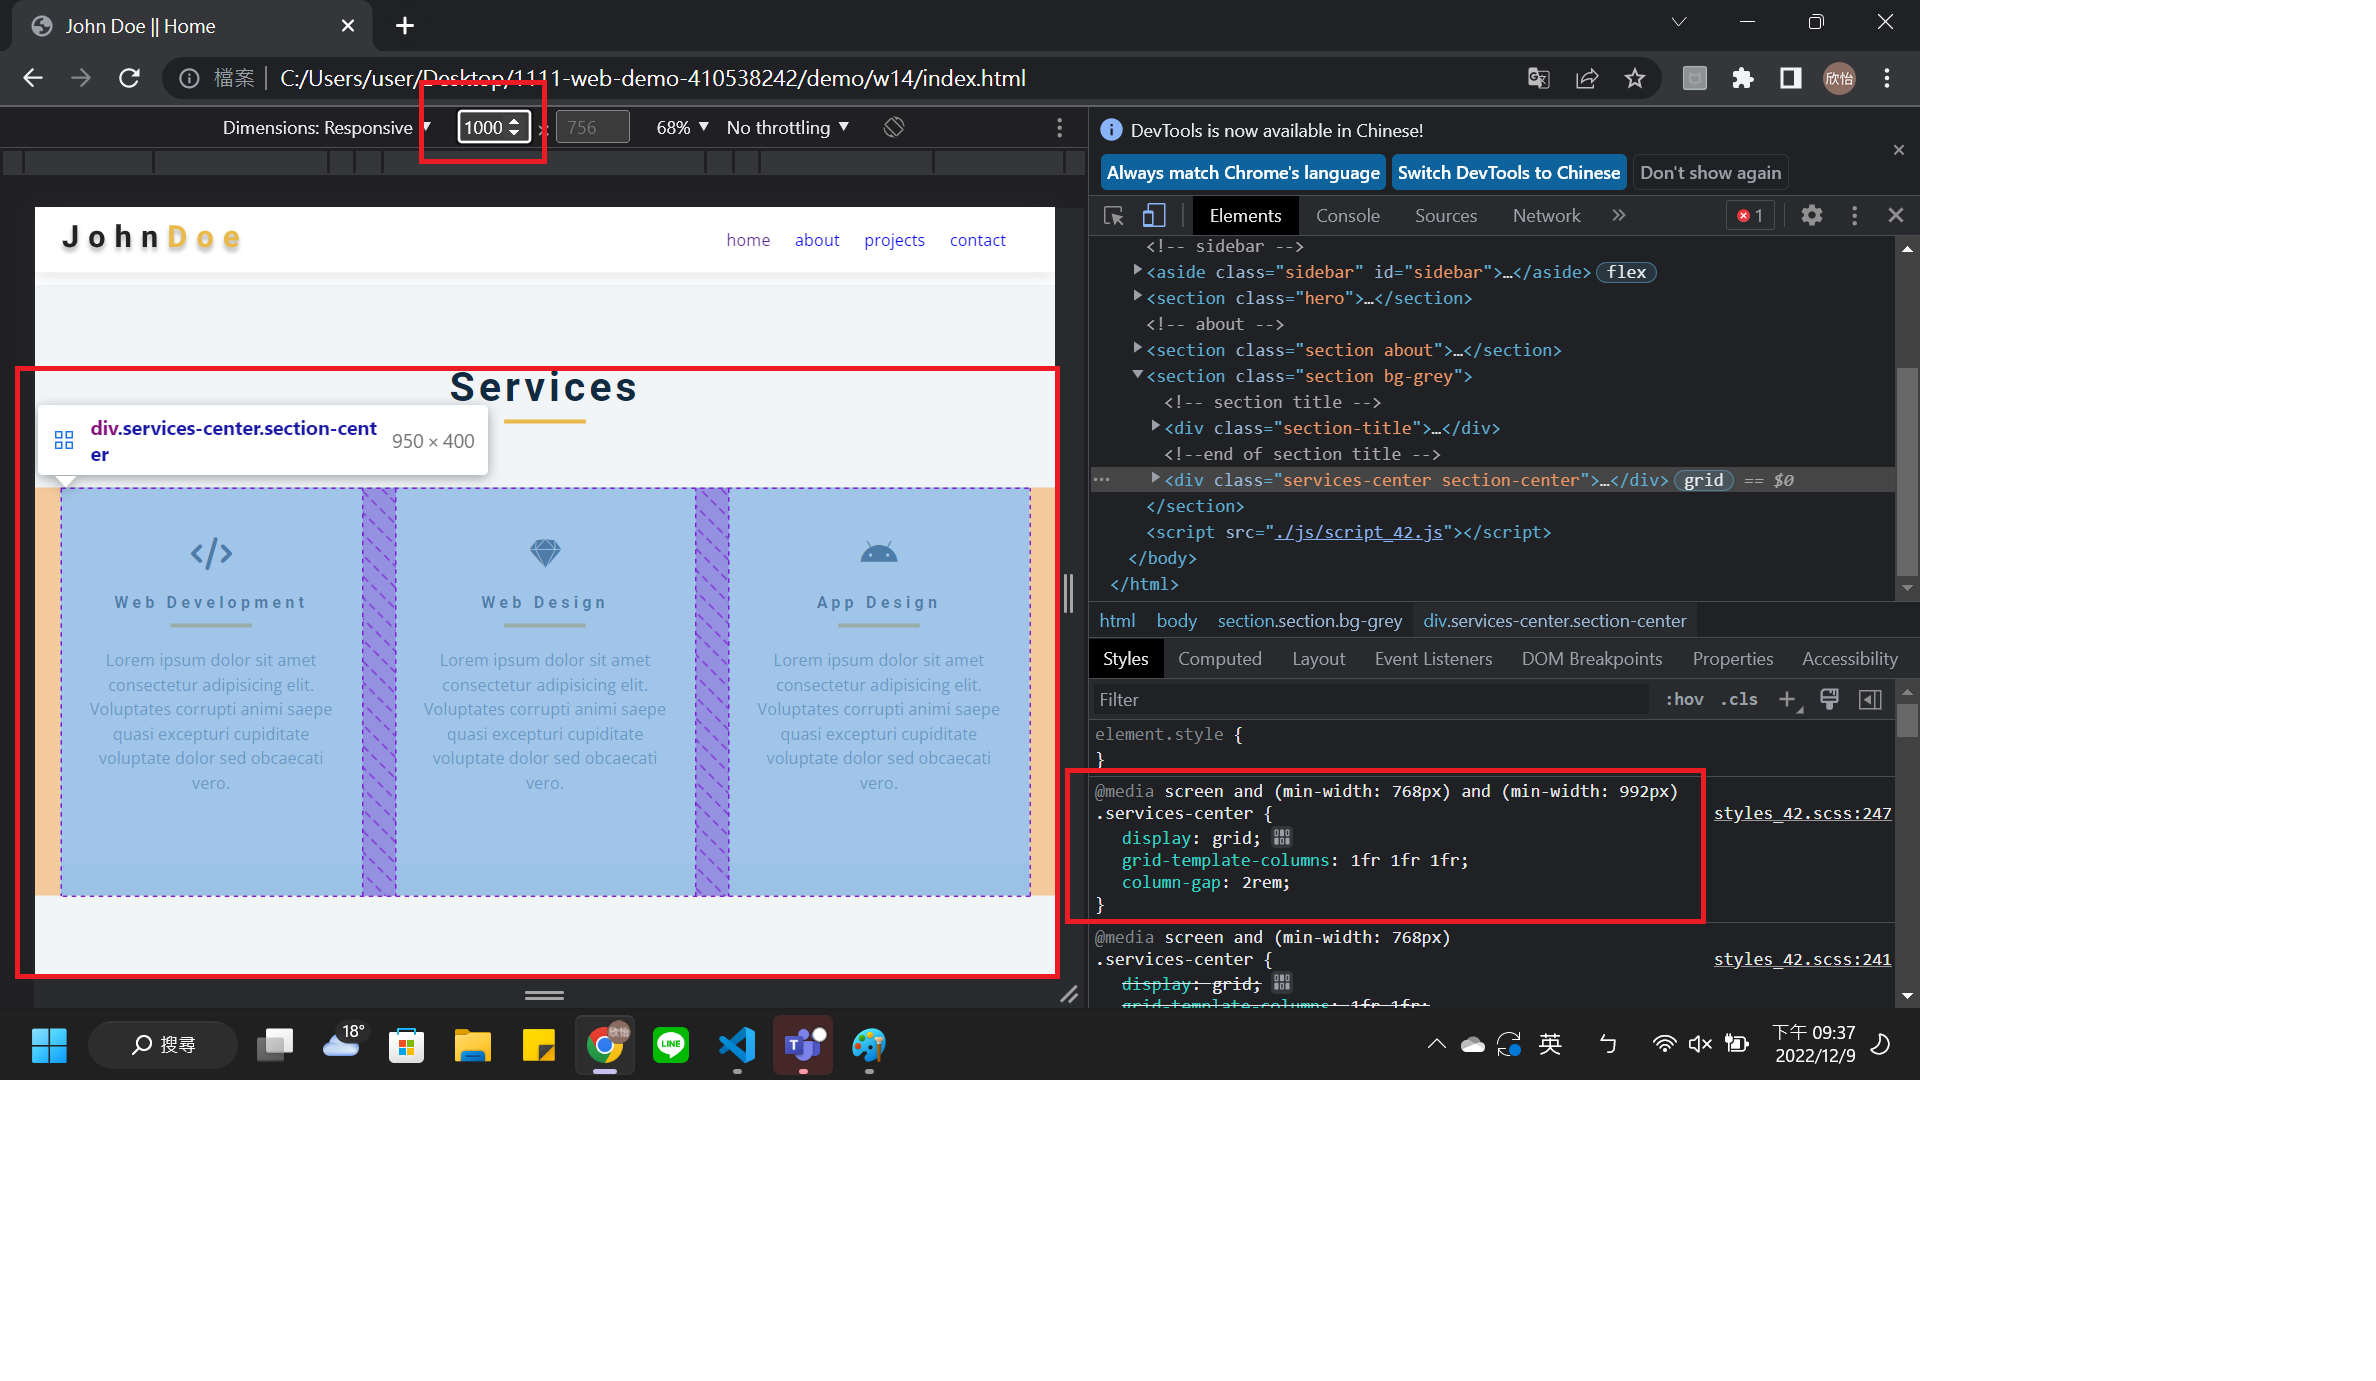 John Doe || Home
檔案 | C:/Users/user/Desktop/1111-web-demo-410538242/demo/w14/index.html
欣怡
Dimensions: Responsive ▼ 1000 × 756 68% ▼ No throttling ▼
JohnDoe
home about projects contact
Services
div.services-center.section-cent
er
950 × 400
Web Development
Lorem ipsum dolor sit amet
consectetur adipisicing elit.
Voluptates corrupti animi saepe
quasi excepturi cupiditate
voluptate dolor sed obcaecati
vero.
Web Design
Lorem ipsum dolor sit amet
consectetur adipisicing elit.
Voluptates corrupti animi saepe
quasi excepturi cupiditate
voluptate dolor sed obcaecati
vero.
App Design
Lorem ipsum dolor sit amet
consectetur adipisicing elit.
Voluptates corrupti animi saepe
quasi excepturi cupiditate
voluptate dolor sed obcaecati
vero.
DevTools is now available in Chinese!
Always match Chrome's language Switch DevTools to Chinese Don't show again
Elements Console Sources Network » 1
<!-- sidebar -->
<aside class="sidebar" id="sidebar">…</aside> flex
<section class="hero">…</section>
<!-- about -->
<section class="section about">…</section>
<section class="section bg-grey">
<!-- section title -->
<div class="section-title">…</div>
<!--end of section title -->
<div class="services-center section-center">…</div> grid == $0
</section>
<script src="./js/script_42.js"></script>
</body>
</html>
html body section.section.bg-grey div.services-center.section-center
Styles Computed Layout Event Listeners DOM Breakpoints Properties Accessibility
Filter :hov .cls
element.style {
}
@media screen and (min-width: 768px) and (min-width: 992px)
.services-center { styles_42.scss:247
display: grid;
grid-template-columns: 1fr 1fr 1fr;
column-gap: 2rem;
}
@media screen and (min-width: 768px)
.services-center { styles_42.scss:241
display: grid;
grid-template-columns: 1fr 1fr;
搜尋
18°
欣怡
LINE
T
英 ㄅ
下午 09:37
2022/12/9